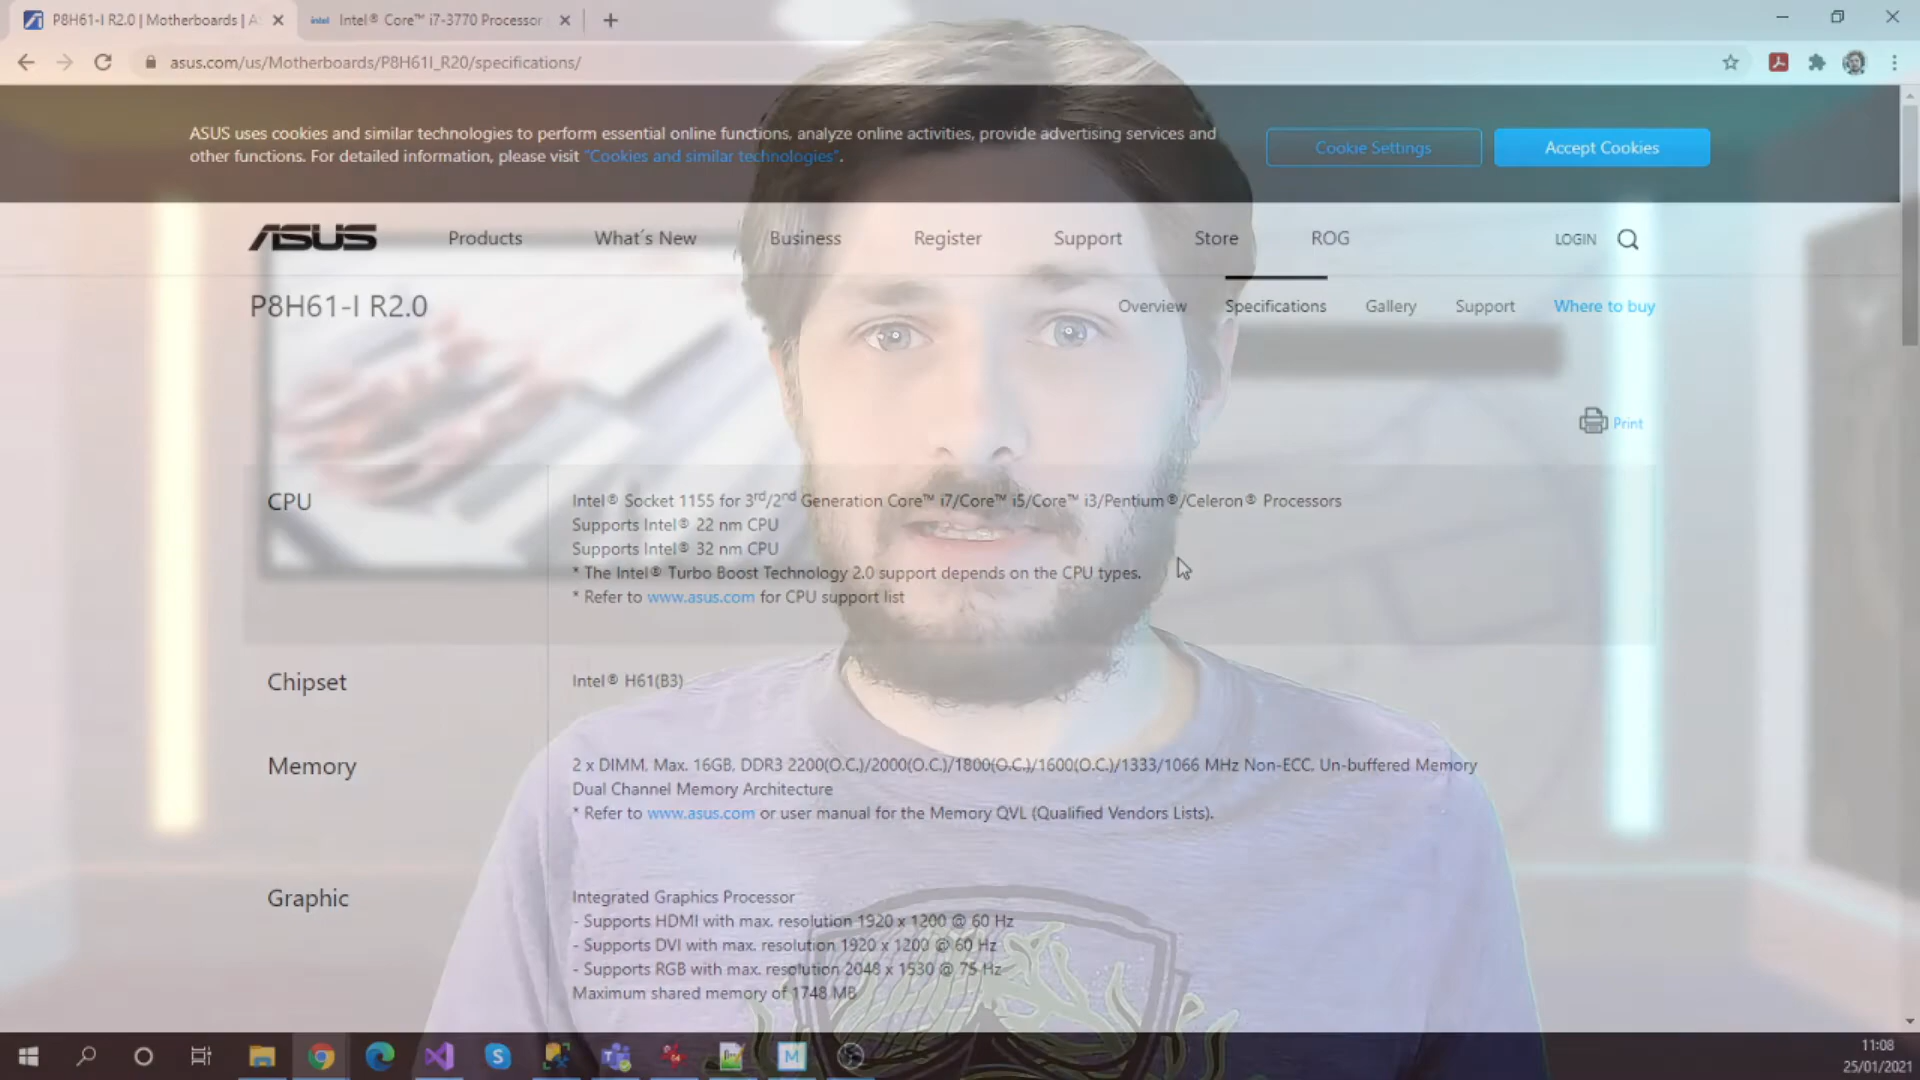 P8H61-I R2.0 | Motherboards | AS
Intel® Core™ i7-3770 Processor
asus.com/us/Motherboards/P8H61I_R20/specifications/
ASUS uses cookies and similar technologies to perform essential online functions, analyze online activities, provide advertising services and
other functions. For detailed information, please visit "Cookies and similar technologies".
Cookie Settings
Accept Cookies
ASUS
Products
What´s New
Business
Register
Support
Store
ROG
LOGIN
P8H61-I R2.0
Overview
Specifications
Gallery
Support
Where to buy
Print
CPU
Intel® Socket 1155 for 3rd/2nd Generation Core™ i7/Core™ i5/Core™ i3/Pentium®/Celeron® Processors
Supports Intel® 22 nm CPU
Supports Intel® 32 nm CPU
* The Intel® Turbo Boost Technology 2.0 support depends on the CPU types.
* Refer to www.asus.com for CPU support list
Chipset
Intel® H61(B3)
Memory
2 x DIMM, Max. 16GB, DDR3 2200(O.C.)/2000(O.C.)/1800(O.C.)/1600(O.C.)/1333/1066 MHz Non-ECC, Un-buffered Memory
Dual Channel Memory Architecture
* Refer to www.asus.com or user manual for the Memory QVL (Qualified Vendors Lists).
Graphic
Integrated Graphics Processor
- Supports HDMI with max. resolution 1920 x 1200 @ 60 Hz
- Supports DVI with max. resolution 1920 x 1200 @ 60 Hz
- Supports RGB with max. resolution 2048 x 1530 @ 75 Hz
Maximum shared memory of 1748 MB
11:08
25/01/2021